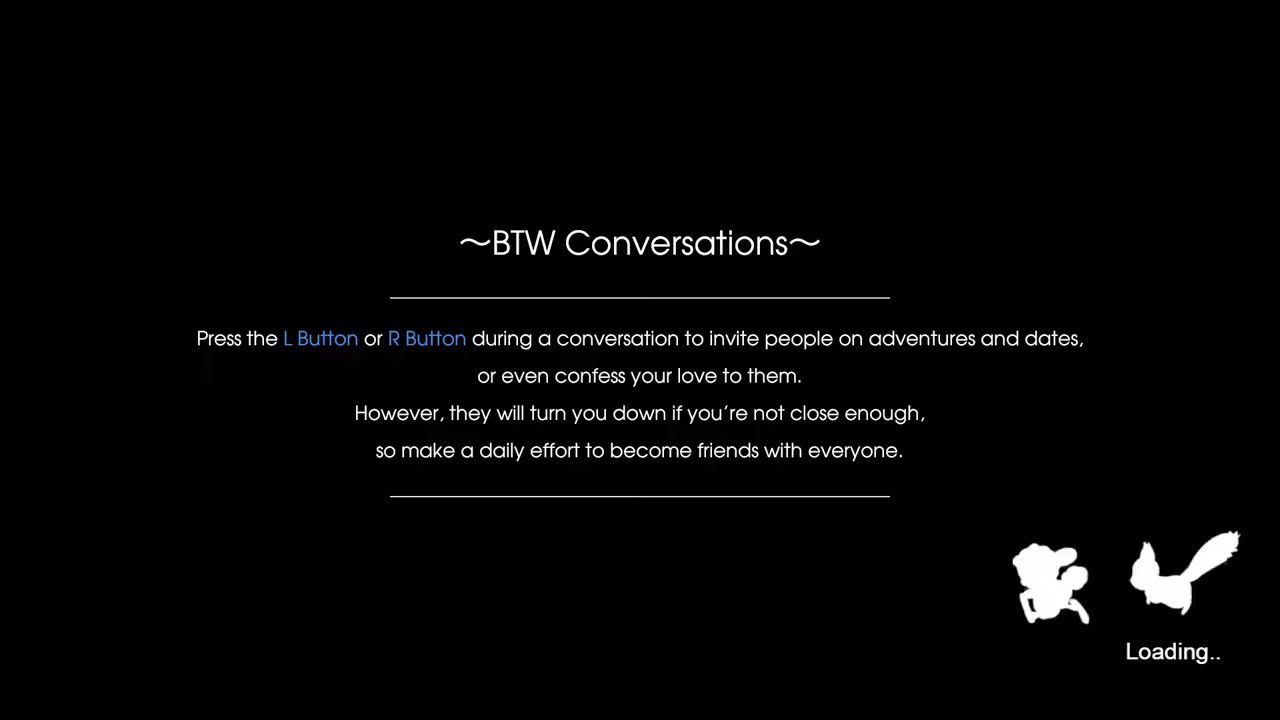 ～BTW Conversations～
Press the L Button or R Button during a conversation to invite people on adventures and dates,
or even confess your love to them.
However, they will turn you down if you’re not close enough,
so make a daily effort to become friends with everyone.
Loading..